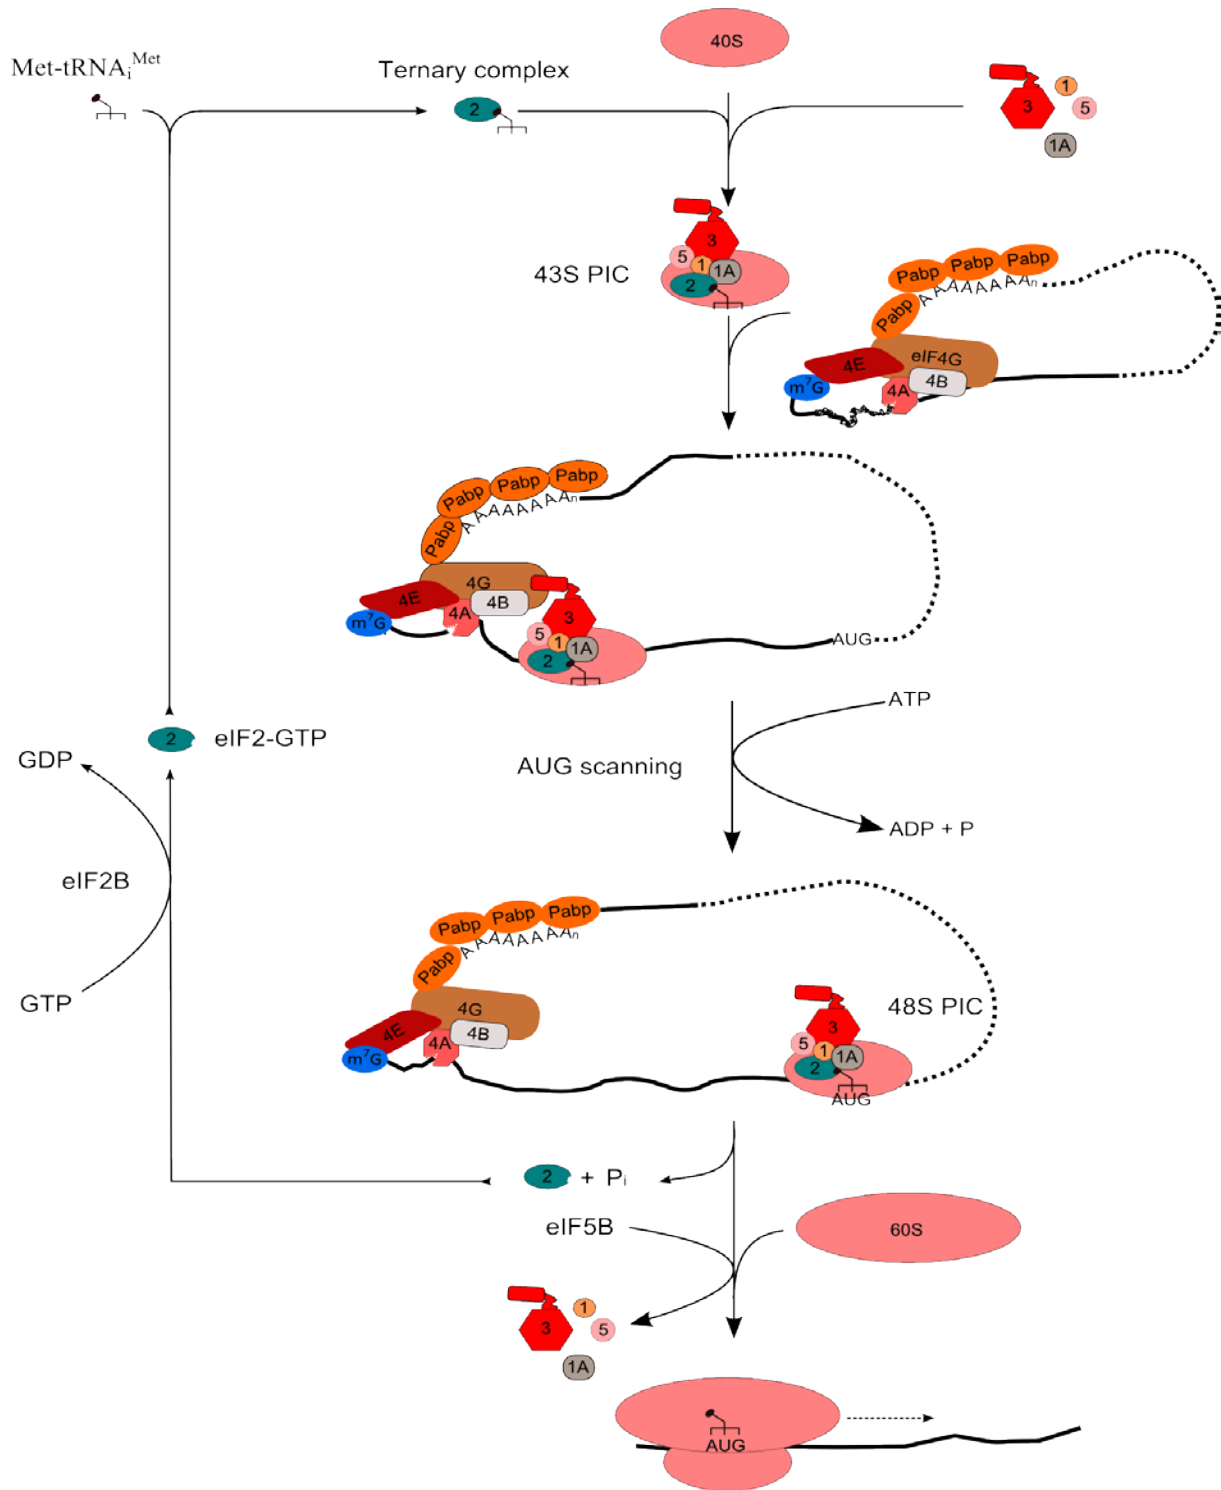 40S
Met-tRNAᵢᴹᵉᵗ
Ternary complex
2
3
1
5
1A
43S PIC
3
5
1
1A
2
Pabp Pabp Pabp
Pabp
AAAAAAAAn
eIF4G
4E
4B
4A
m⁷G
Pabp Pabp Pabp
Pabp
AAAAAAAAn
4G
4E
4B
4A
m⁷G
3
5
1
1A
2
AUG
ATP
AUG scanning
ADP + P
2
eIF2-GTP
GDP
eIF2B
GTP
Pabp Pabp Pabp
Pabp
AAAAAAAAn
4G
4E
4B
4A
m⁷G
48S PIC
3
5
1
1A
2
AUG
2 + Pᵢ
eIF5B
60S
3
1
5
1A
AUG